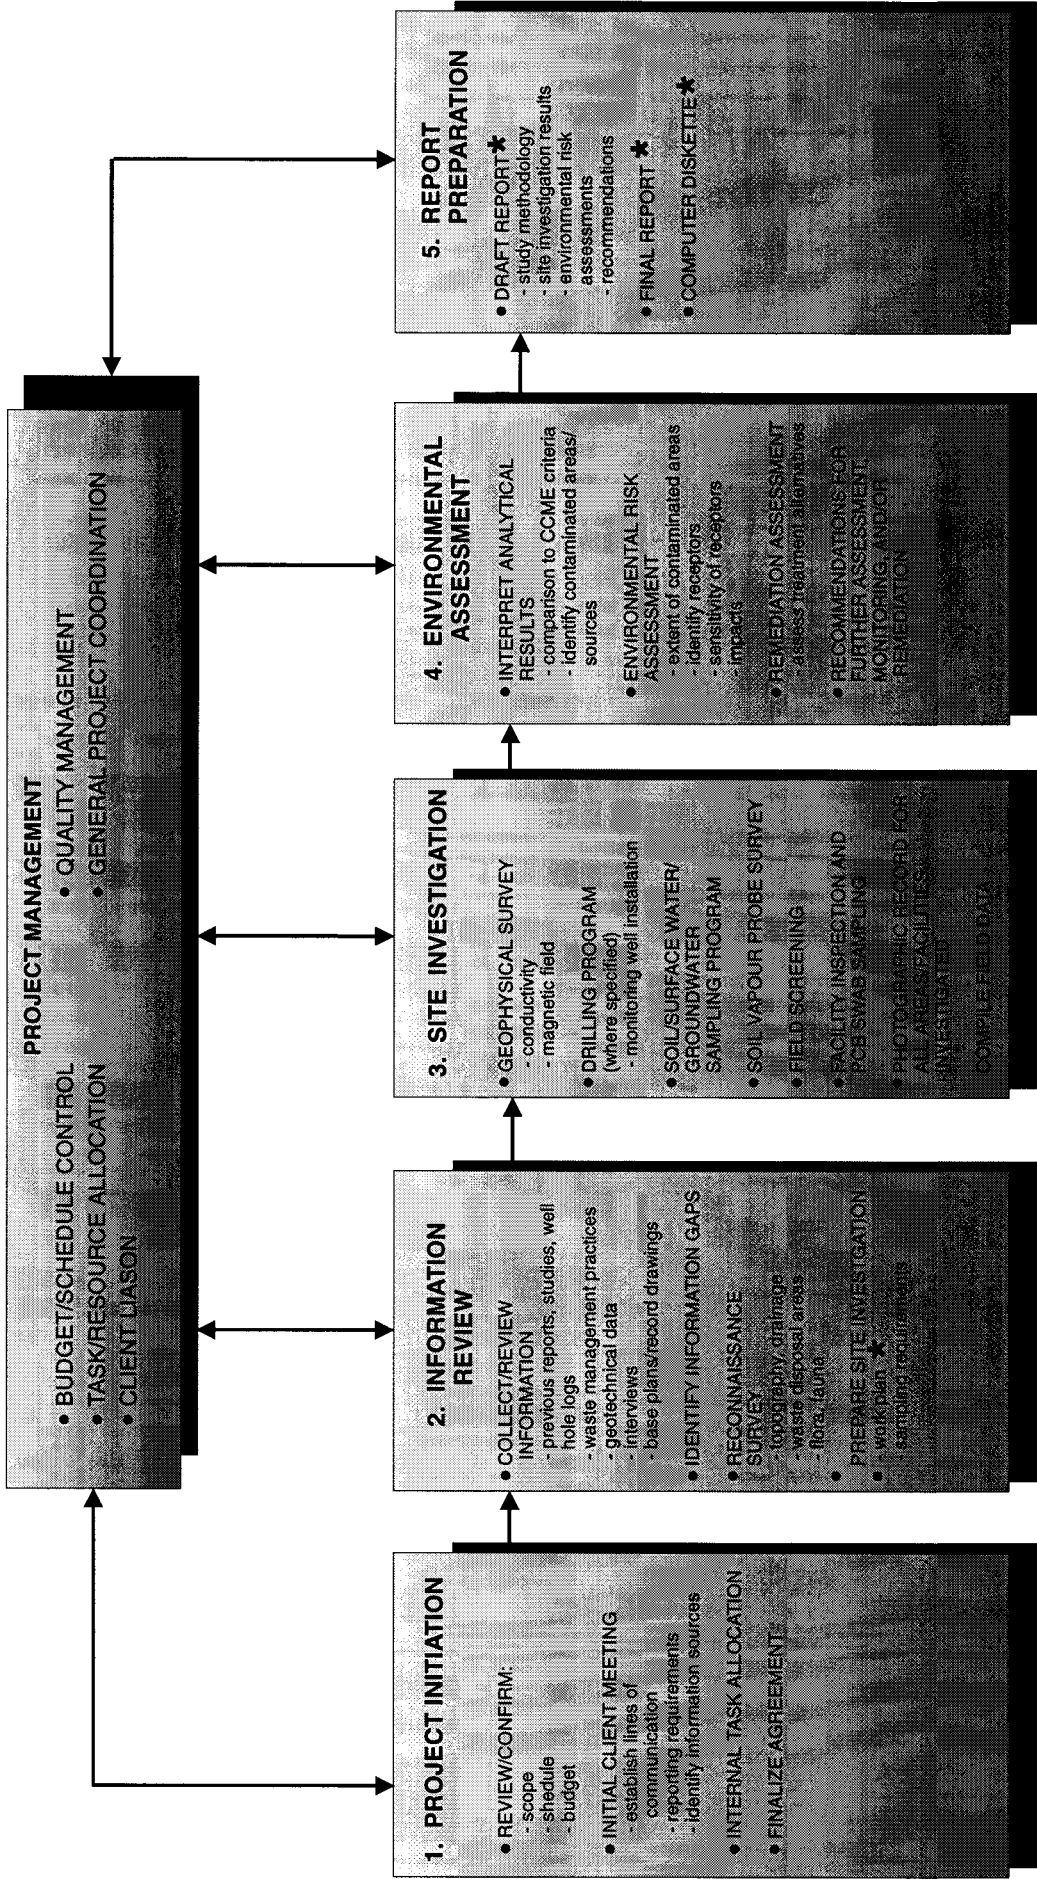 PROJECT MANAGEMENT
• BUDGET/SCHEDULE CONTROL
• TASK/RESOURCE ALLOCATION
• CLIENT LIASON
• QUALITY MANAGEMENT
• GENERAL PROJECT COORDINATION
1. PROJECT INITIATION
• REVIEW/CONFIRM:
- scope
- shedule
- budget
• INITIAL CLIENT MEETING
- establish lines of
communication
- reporting requirements
- identify information sources
• INTERNAL TASK ALLOCATION
• FINALIZE AGREEMENT
2. INFORMATION
REVIEW
• COLLECT/REVIEW
INFORMATION
- previous reports, studies, well
hole logs
- waste management practices
- geotechnical data
- interviews
- base plans/record drawings
• IDENTIFY INFORMATION GAPS
• RECONNAISSANCE
SURVEY
- topography, drainage
- waste disposal areas
- flora, fauna
•
PREPARE SITE INVESTIGATION
• workplan ★
- sampling requirements
3. SITE INVESTIGATION
• GEOPHYSICAL SURVEY
- conductivity
- magnetic field
• DRILLING PROGRAM
(where specified)
- monitoring well installation
• SOIL/SURFACE WATER/
GROUNDWATER
SAMPLING PROGRAM
• SOIL VAPOUR PROBE SURVEY
• FIELD SCREENING
• FACILITY INSPECTION AND
PCB SWAB SAMPLING
• PHOTOGRAPHIC RECORD FOR
ALL AREAS/FACILITIES
INVESTIGATED
COMPILE FIELD DATA
4. ENVIRONMENTAL
ASSESSMENT
• INTERPRET ANALYTICAL
RESULTS
- comparison to CCME criteria
- identify contaminated areas/
sources
• ENVIRONMENTAL RISK
ASSESSMENT
- extent of contaminated areas
- identify receptors
- sensitivity of receptors
- impacts
• REMEDIATION ASSESSMENT
- assess treatment alternatives
• RECOMMENDATIONS FOR
FURTHER ASSESSMENT,
MONITORING, AND/OR
REMEDIATION
5. REPORT
PREPARATION
• DRAFT REPORT★
- study methodology
- site investigation results
- environmental risk
assessments
- recommendations
• FINAL REPORT ★
• COMPUTER DISKETTE★